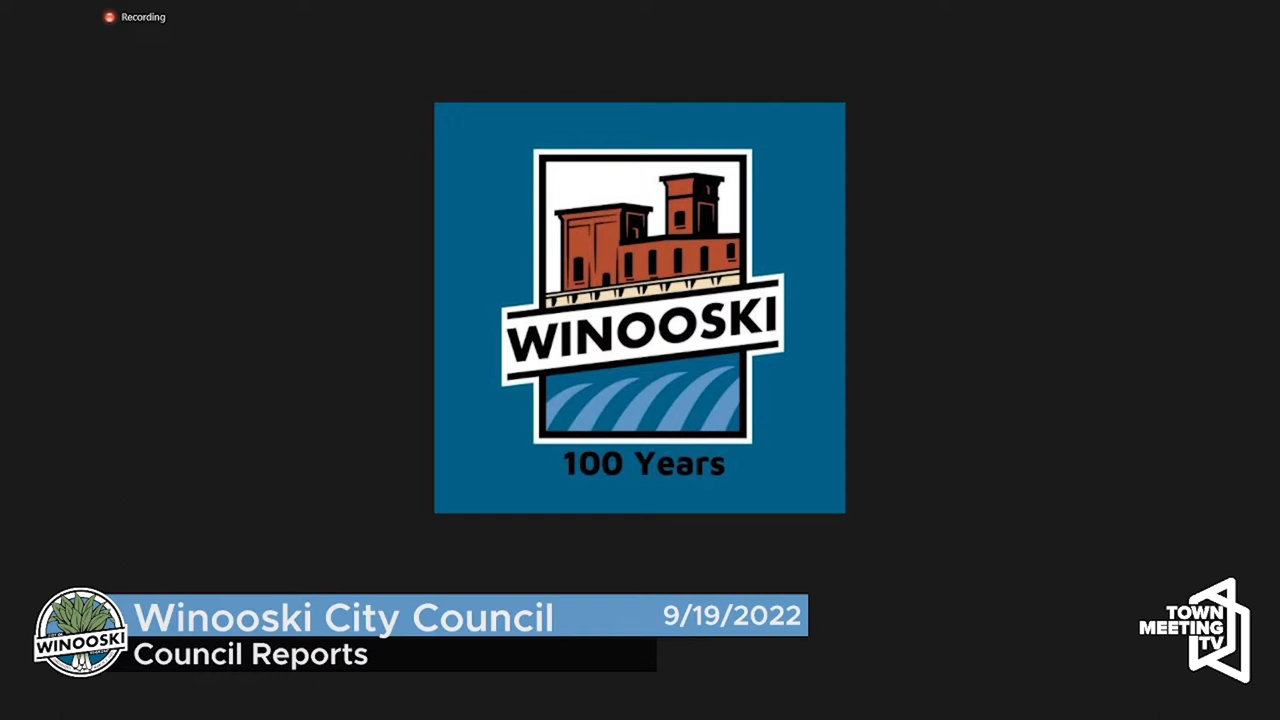 Recording
WINOOSKI
100 Years
Winooski City Council 9/19/2022
Council Reports
WINOOSKI
TOWN
MEETING
TV